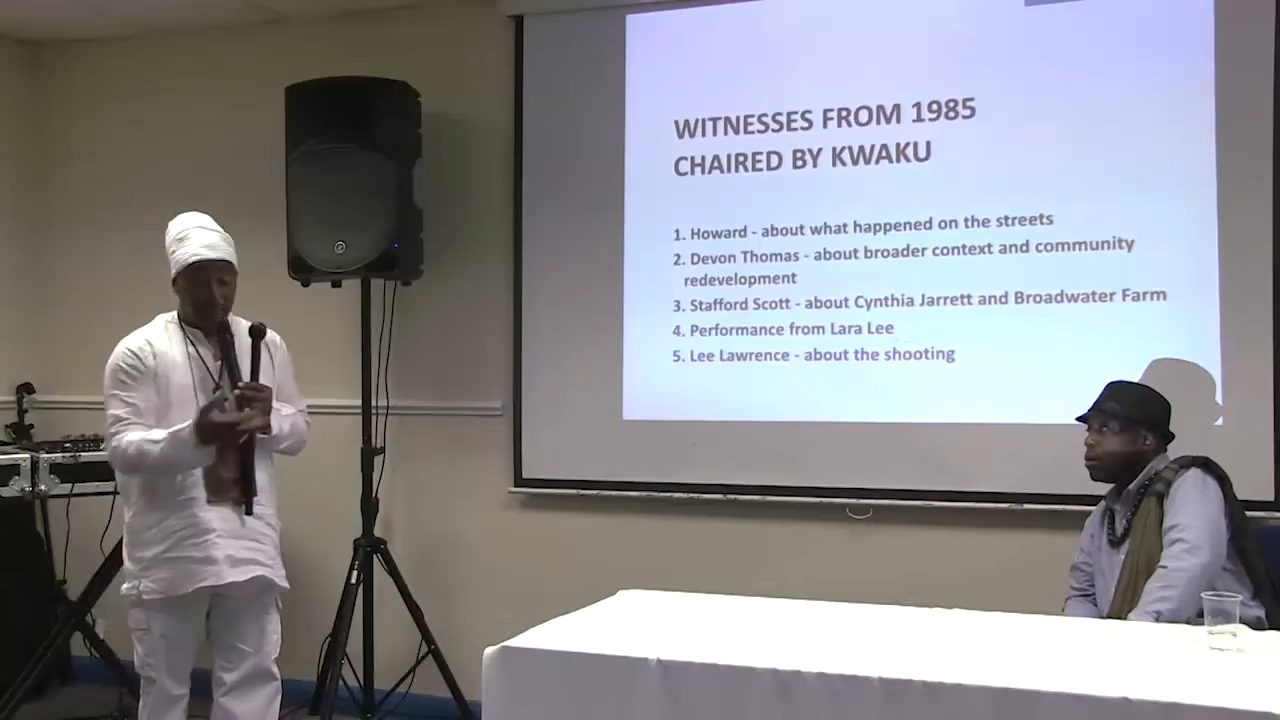 WITNESSES FROM 1985
CHAIRED BY KWAKU
1. Howard - about what happened on the streets
2. Devon Thomas - about broader context and community
redevelopment
3. Stafford Scott - about Cynthia Jarrett and Broadwater Farm
4. Performance from Lara Lee
5. Lee Lawrence - about the shooting